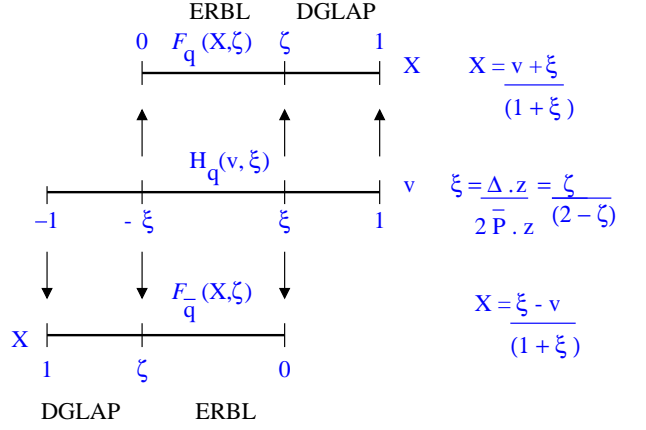 ERBL DGLAP
0 F_q (X,ζ) ζ 1
X X = v + ξ / (1 + ξ )
H_q(v, ξ)
v ξ = Δ . z / 2 P̅ . z = ζ / (2 − ζ)
−1 - ξ ξ 1
F_q̅ (X,ζ)
X X = ξ - v / (1 + ξ )
1 ζ 0
DGLAP ERBL